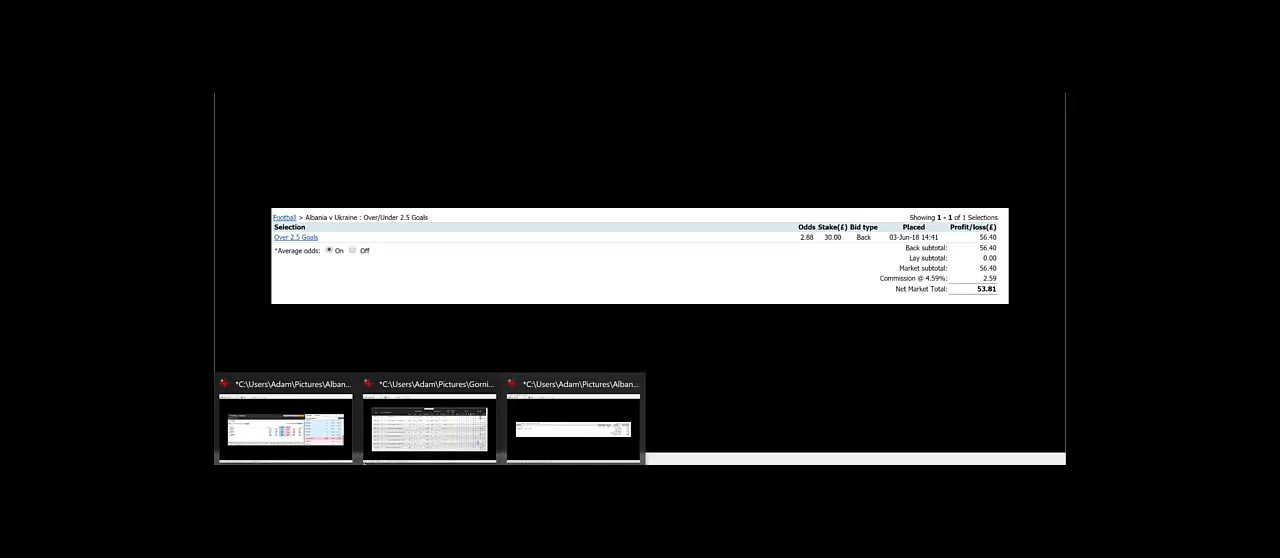 Football > Albania v Ukraine : Over/Under 2.5 Goals Showing 1 - 1 of 1 Selections
Selection Odds Stake(£) Bid type Placed Profit/loss(£)
Over 2.5 Goals 2.88 30.00 Back 03-Jun-18 14:41 56.40
*Average odds: On Off Back subtotal: 56.40
Lay subtotal: 0.00
Market subtotal: 56.40
Commission @ 4.59%: 2.59
Net Market Total: 53.81
*C:\Users\Adam\Pictures\Alban... *C:\Users\Adam\Pictures\Gorni... *C:\Users\Adam\Pictures\Alban...